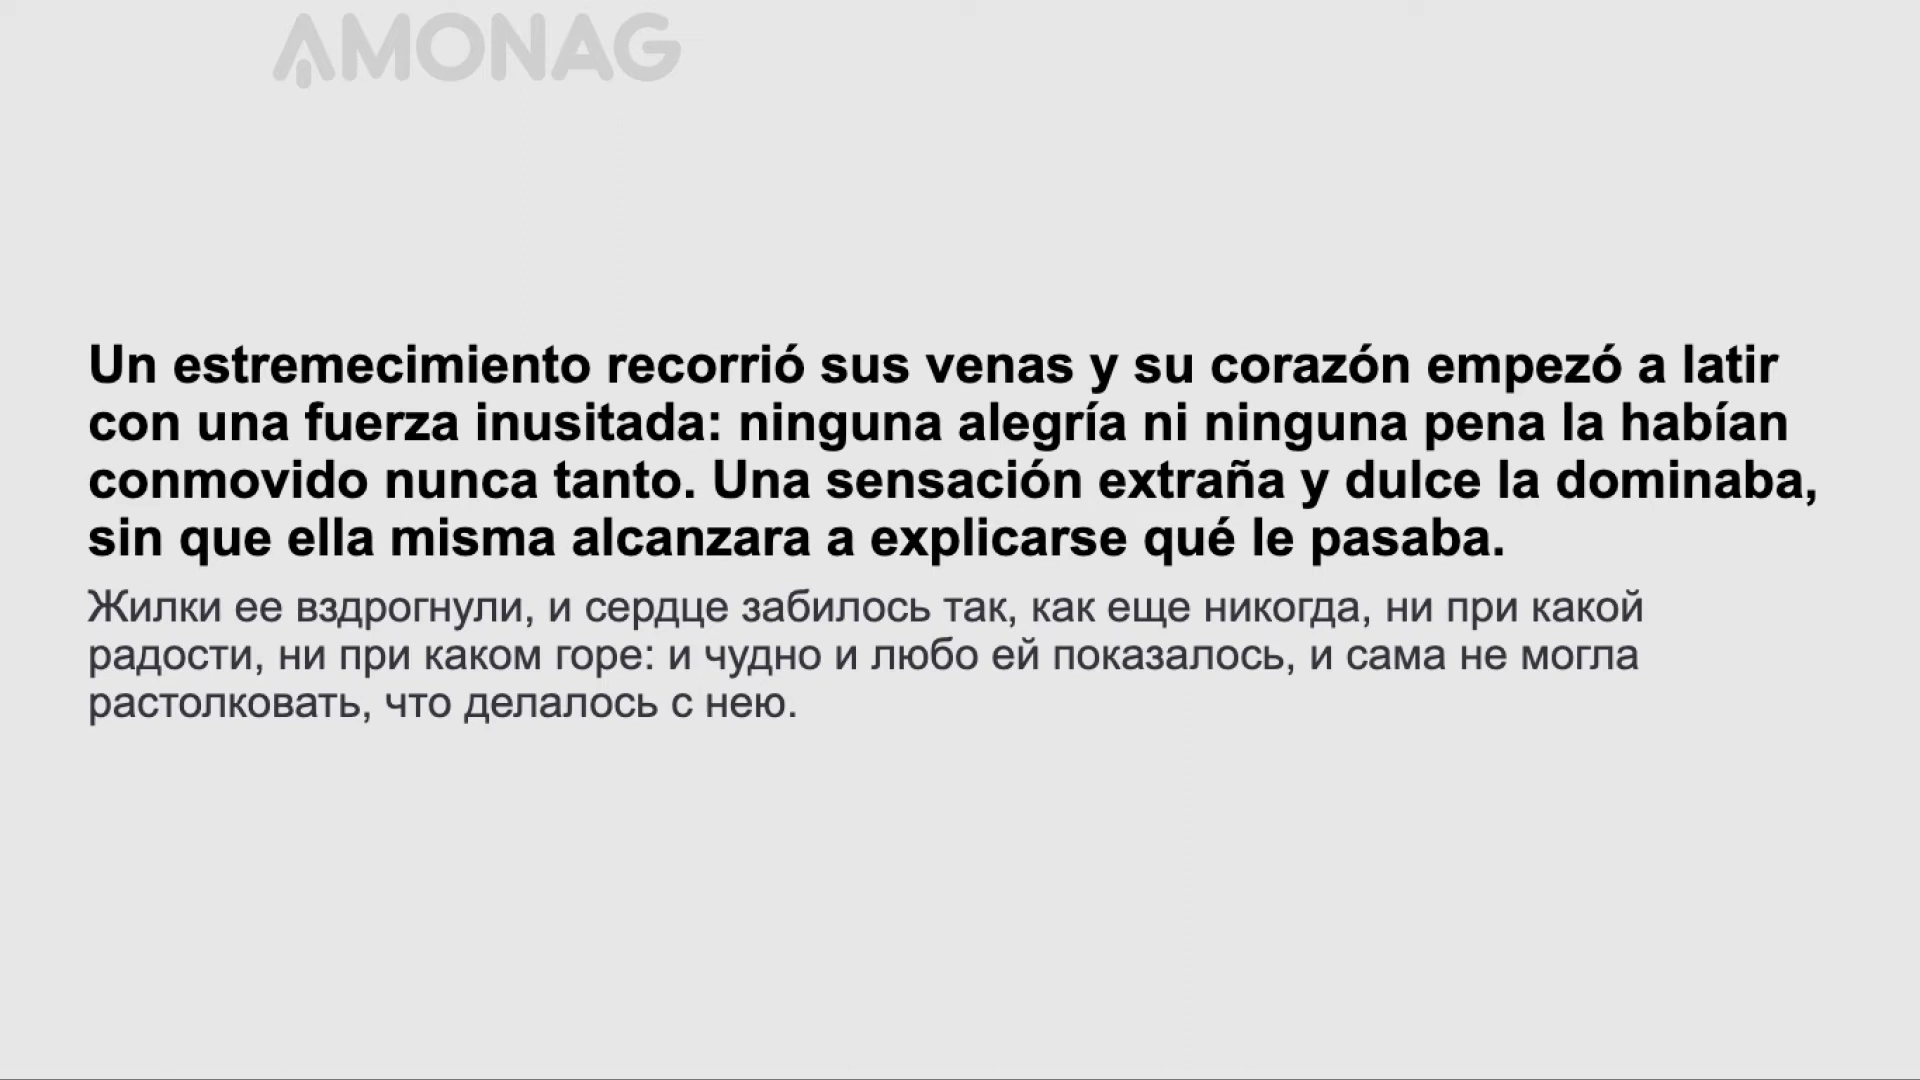 AMONAG
Un estremecimiento recorrió sus venas y su corazón empezó a latir
con una fuerza inusitada: ninguna alegría ni ninguna pena la habían
conmovido nunca tanto. Una sensación extraña y dulce la dominaba,
sin que ella misma alcanzara a explicarse qué le pasaba.
Жилки ее вздрогнули, и сердце забилось так, как еще никогда, ни при какой
радости, ни при каком горе: и чудно и любо ей показалось, и сама не могла
растолковать, что делалось с нею.